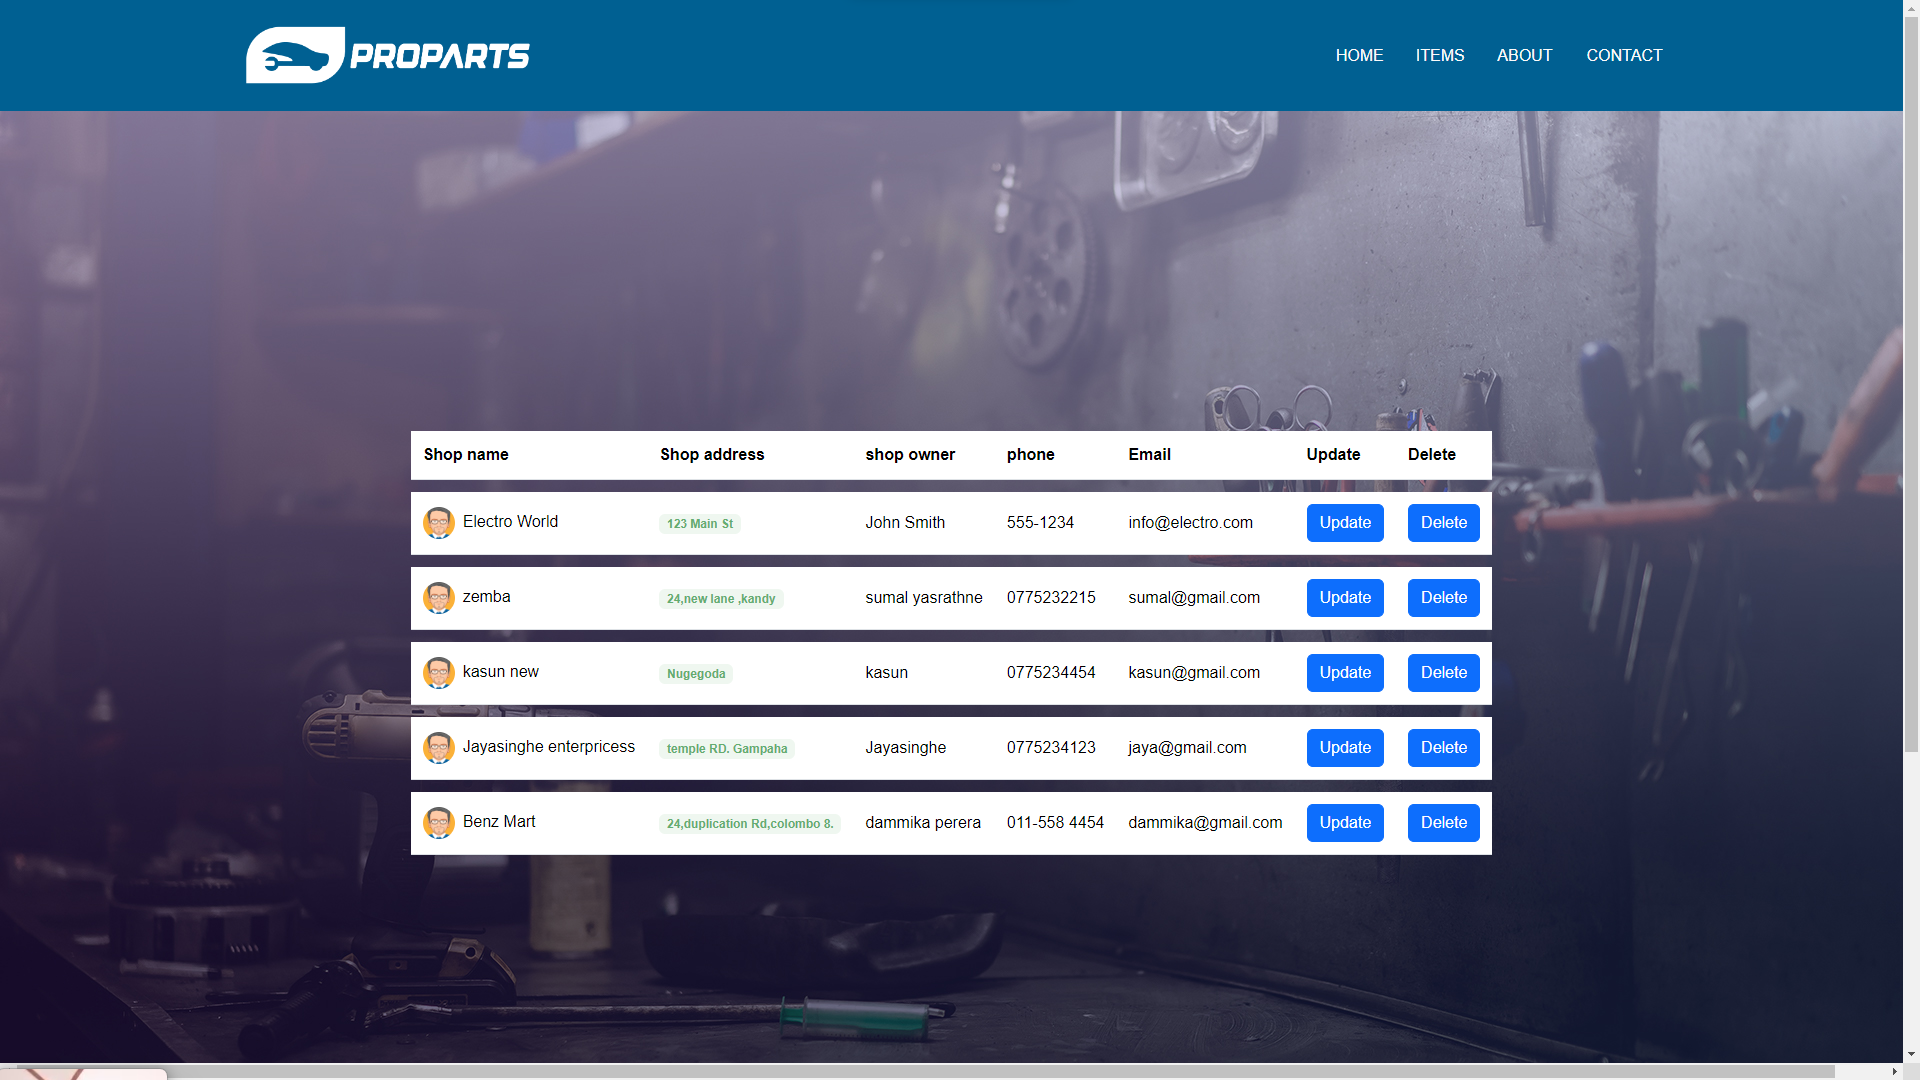 PROPARTS HOME ITEMS ABOUT CONTACT
Shop name Shop address shop owner phone Email Update Delete
Electro World 123 Main St John Smith 555-1234 info@electro.com Update Delete
zemba 24,new lane ,kandy sumal yasrathne 0775232215 sumal@gmail.com Update Delete
kasun new Nugegoda kasun 0775234454 kasun@gmail.com Update Delete
Jayasinghe enterpricess temple RD. Gampaha Jayasinghe 0775234123 jaya@gmail.com Update Delete
Benz Mart 24,duplication Rd,colombo 8. dammika perera 011-558 4454 dammika@gmail.com Update Delete